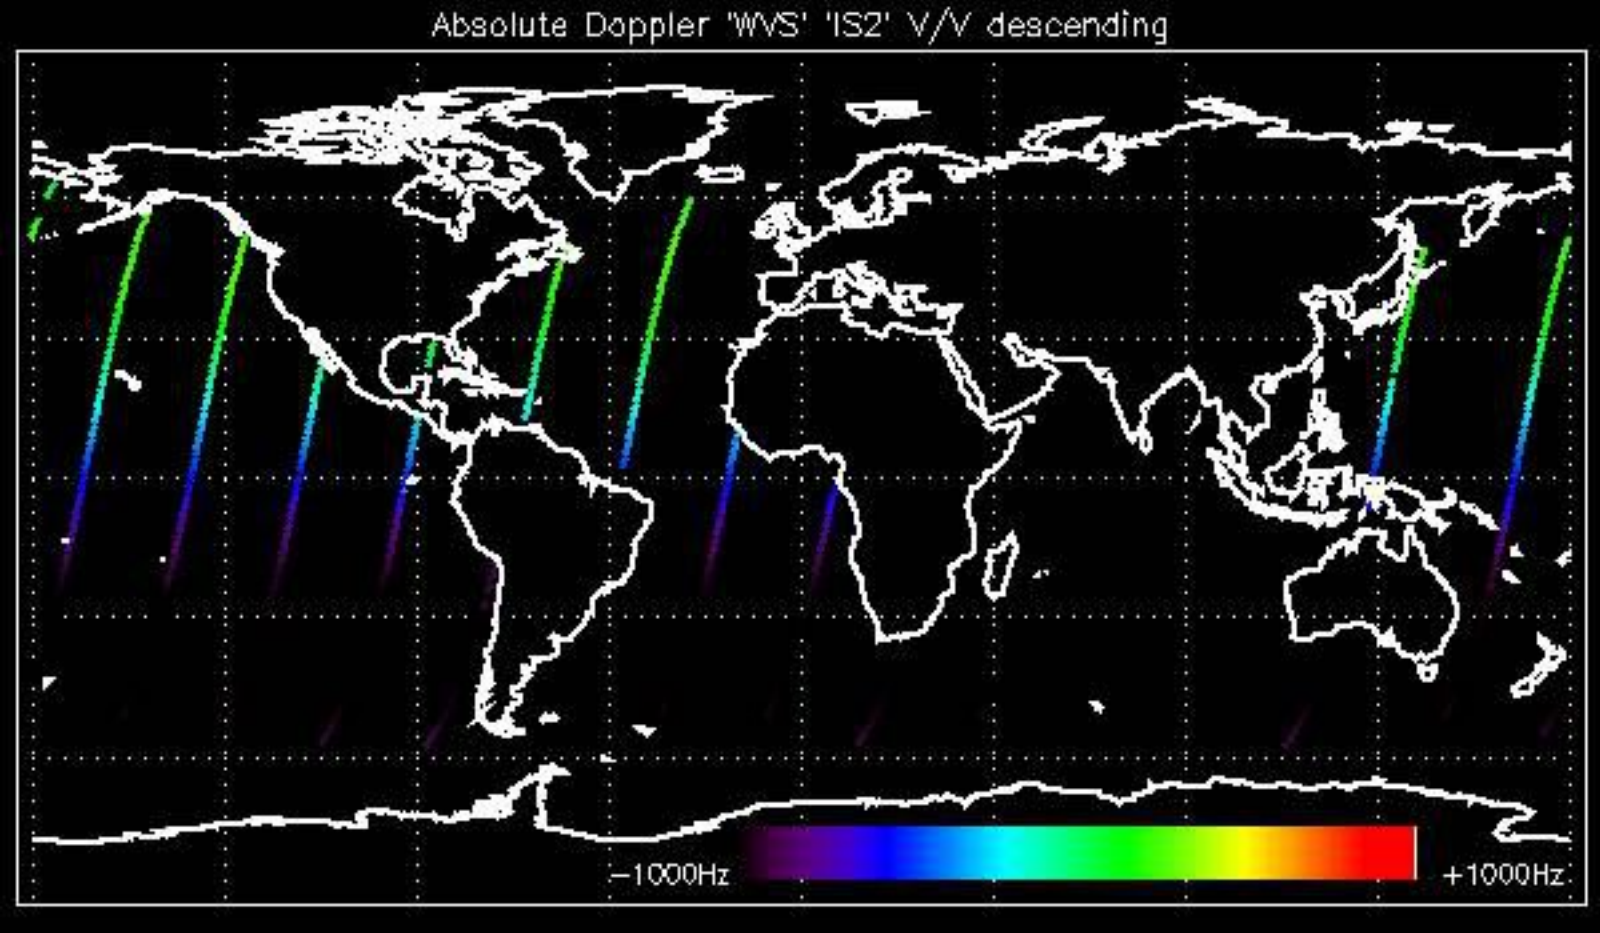 Absolute Doppler 'WVS' 'IS2' V/V descending
-1000Hz +1000Hz